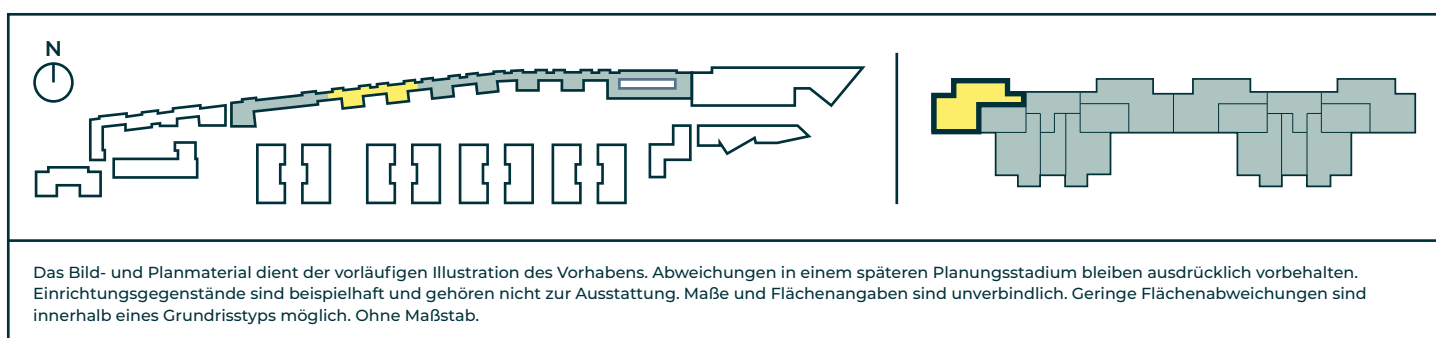 N
Das Bild- und Planmaterial dient der vorläufigen Illustration des Vorhabens. Abweichungen in einem späteren Planungsstadium bleiben ausdrücklich vorbehalten.
Einrichtungsgegenstände sind beispielhaft und gehören nicht zur Ausstattung. Maße und Flächenangaben sind unverbindlich. Geringe Flächenabweichungen sind
innerhalb eines Grundrisstyps möglich. Ohne Maßstab.